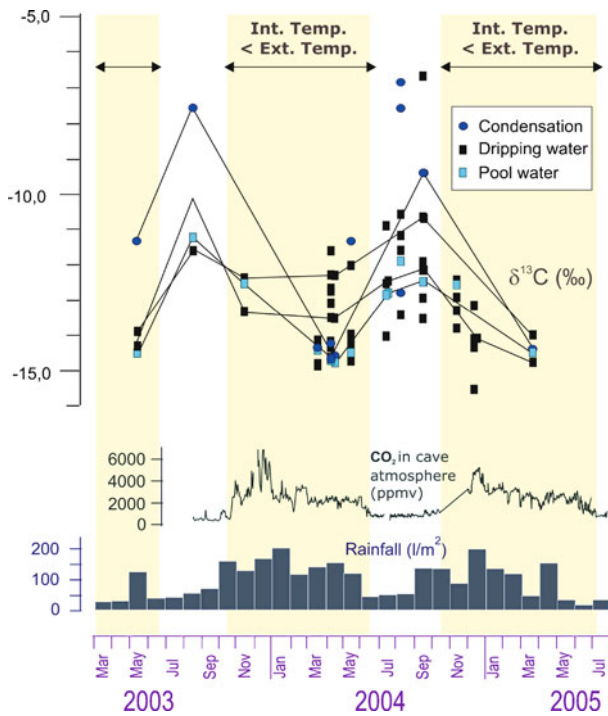 -5,0
Int. Temp.
< Ext. Temp.
Int. Temp.
< Ext. Temp.
Condensation
Dripping water
Pool water
-10,0
δ¹³C (‰)
-15,0
CO₂ in cave
atmosphere
(ppmv)
6000
4000
2000
0
Rainfall (l/m²)
200
100
0
Mar May Jul Sep Nov Jan Mar May Jul Sep Nov Jan Mar May Jul
2003 2004 2005